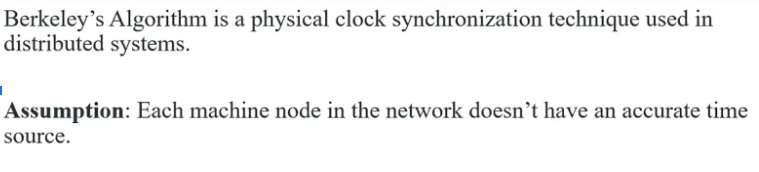 Berkeley’s Algorithm is a physical clock synchronization technique used in
distributed systems.
Assumption: Each machine node in the network doesn’t have an accurate time
source.